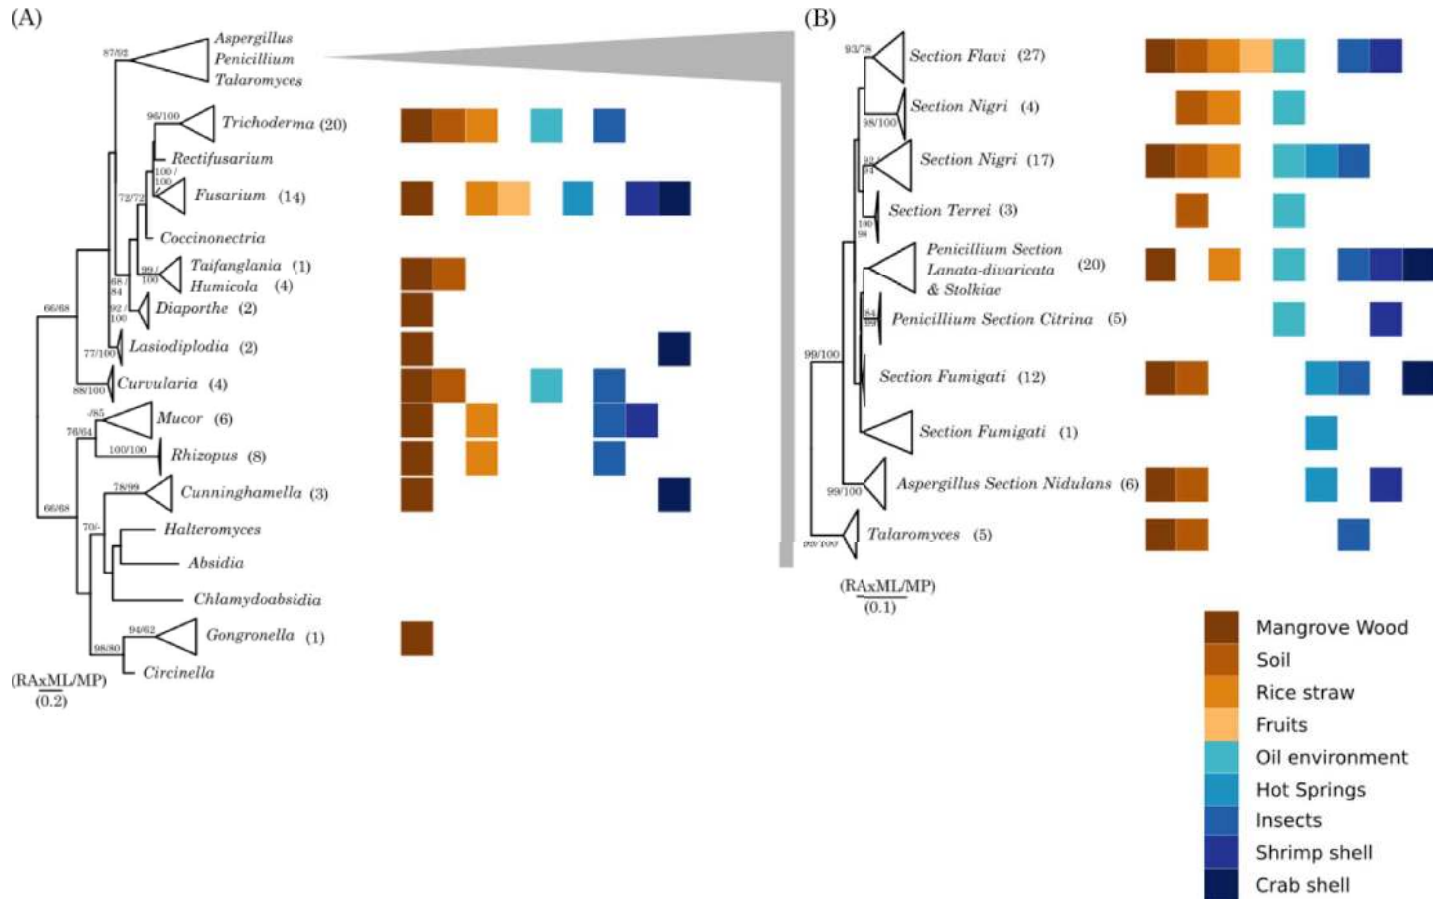 (A)
87/92
Aspergillus
Penicillium
Talaromyces
96/100
Trichoderma (20)
Rectifusarium
100 /
100
Fusarium (14)
72/72
Coccinonectria
99 /
100
Taifanglania (1)
Humicola (4)
68 /
84
92 /
100
Diaporthe (2)
66/68
77/100
Lasiodiplodia (2)
88/100
Curvularia (4)
-/85
Mucor (6)
76/64
100/100
Rhizopus (8)
78/99
Cunninghamella (3)
66/68
70/-
Halteromyces
Absidia
Chlamydoabsidia
94/62
Gongronella (1)
98/80
Circinella
(RAxML/MP)
(0.2)
(B)
93/78
Section Flavi (27)
98/100
Section Nigri (4)
Section Nigri (17)
100
98
Section Terrei (3)
Penicillium Section
Lanata-divaricata
& Stolkiae
(20)
84
99
Penicillium Section Citrina (5)
99/100
Section Fumigati (12)
Section Fumigati (1)
99/100
Aspergillus Section Nidulans (6)
Talaromyces (5)
(RAxML/MP)
(0.1)
Mangrove Wood
Soil
Rice straw
Fruits
Oil environment
Hot Springs
Insects
Shrimp shell
Crab shell